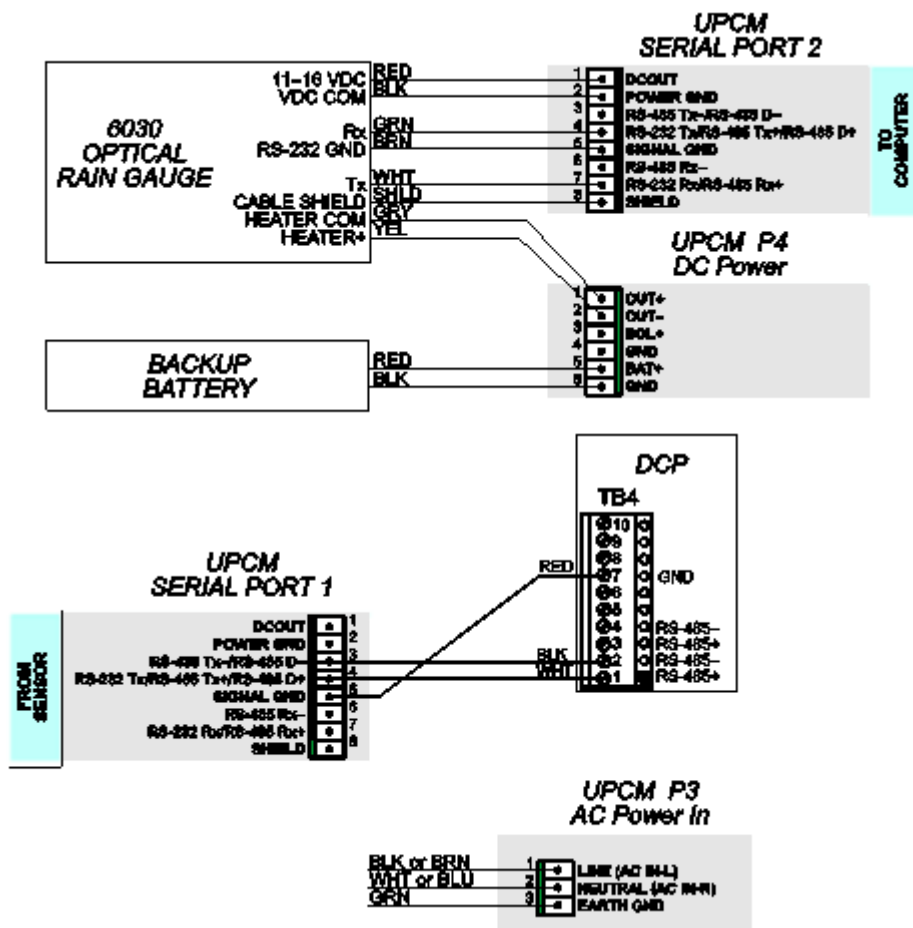 UPCM
SERIAL PORT 2
6030
OPTICAL
RAIN GAUGE
11-16 VDC RED
VDC COM BLK
Rx GRN
RS-232 GND BRN
Tx WHT
CABLE SHIELD SHLD
HEATER COM GRY
HEATER+ YEL
1 DCOUT
2 POWER GND
3 RS-485 Tx-/RS-485 D-
4 RS-232 Tx/RS-485 Tx+/RS-485 D+
5 SIGNAL GND
6 RS-485 Rx-
7 RS-232 Rx/RS-485 Rx+
8 SHIELD
TO
COMPUTER
UPCM P4
DC Power
1 OUT+
2 OUT-
3 SOL+
4 GND
5 BAT+
6 GND
BACKUP
BATTERY
RED
BLK
DCP
TB4
10
9
8
7 GND
6
5
4 RS-485-
3 RS-485+
2 RS-485-
1 RS-485+
RED
BLK
WHT
UPCM
SERIAL PORT 1
FROM
SENSOR
DCOUT 1
POWER GND 2
RS-485 Tx-/RS-485 D- 3
RS-232 Tx/RS-485 Tx+/RS-485 D+ 4
SIGNAL GND 5
RS-485 Rx- 6
RS-232 Rx/RS-485 Rx+ 7
SHIELD 8
UPCM P3
AC Power In
BLK or BRN 1 LINE (AC IN-L)
WHT or BLU 2 NEUTRAL (AC IN-N)
GRN 3 EARTH GND